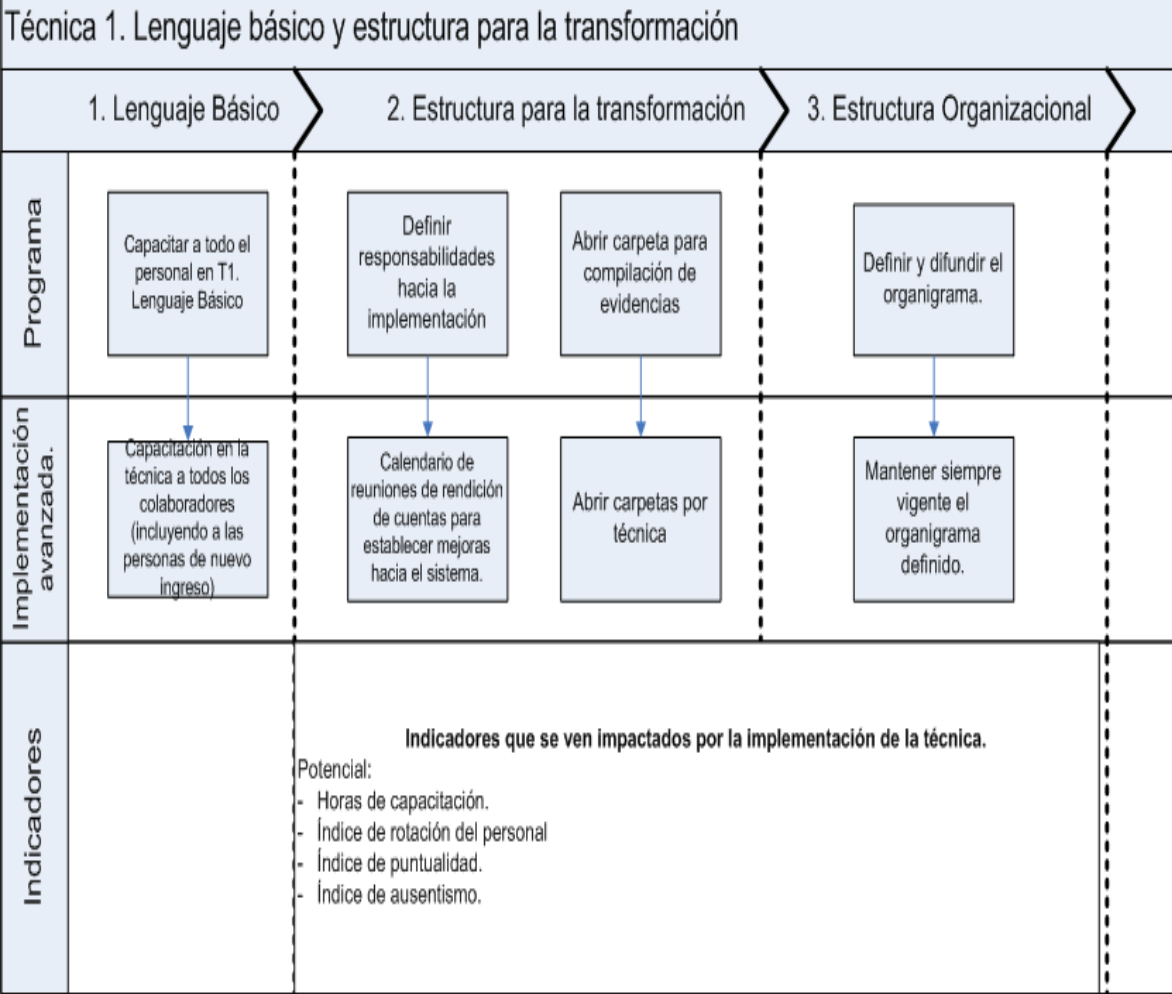 Técnica 1. Lenguaje básico y estructura para la transformación
1. Lenguaje Básico
2. Estructura para la transformación
3. Estructura Organizacional
Programa
Capacitar a todo el
personal en T1.
Lenguaje Básico
Definir
responsabilidades
hacia la
implementación
Abrir carpeta para
compilación de
evidencias
Definir y difundir el
organigrama.
Implementación
avanzada.
Capacitación en la
técnica a todos los
colaboradores
(incluyendo a las
personas de nuevo
ingreso)
Calendario de
reuniones de rendición
de cuentas para
establecer mejoras
hacia el sistema.
Abrir carpetas por
técnica
Mantener siempre
vigente el
organigrama
definido.
Indicadores
Indicadores que se ven impactados por la implementación de la técnica.
Potencial:
- Horas de capacitación.
- Índice de rotación del personal
- Índice de puntualidad.
- Índice de ausentismo.